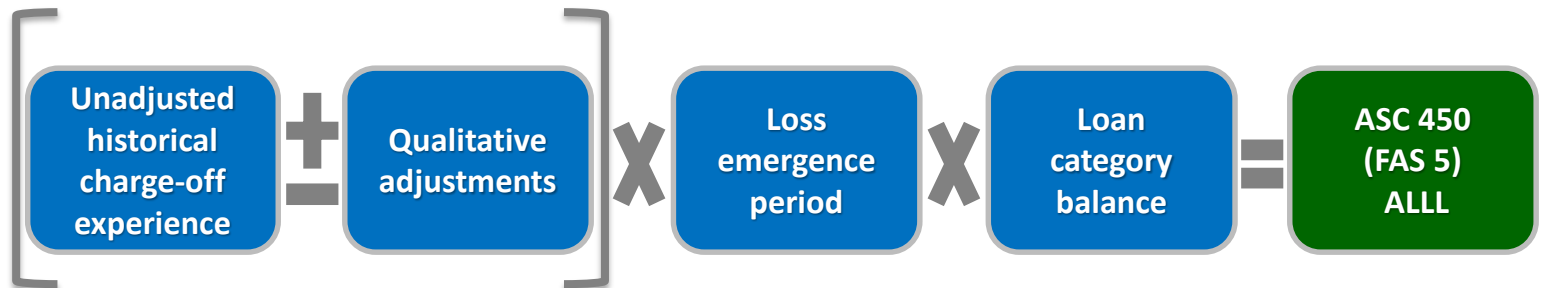 Unadjusted
historical
charge-off
experience
Qualitative
adjustments
Loss
emergence
period
Loan
category
balance
ASC 450
(FAS 5)
ALLL